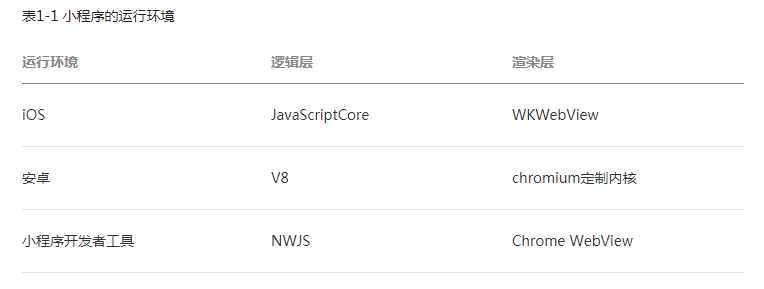 表1-1 小程序的运行环境
运行环境 逻辑层 渲染层
iOS JavaScriptCore WKWebView
安卓 V8 chromium定制内核
小程序开发者工具 NWJS Chrome WebView